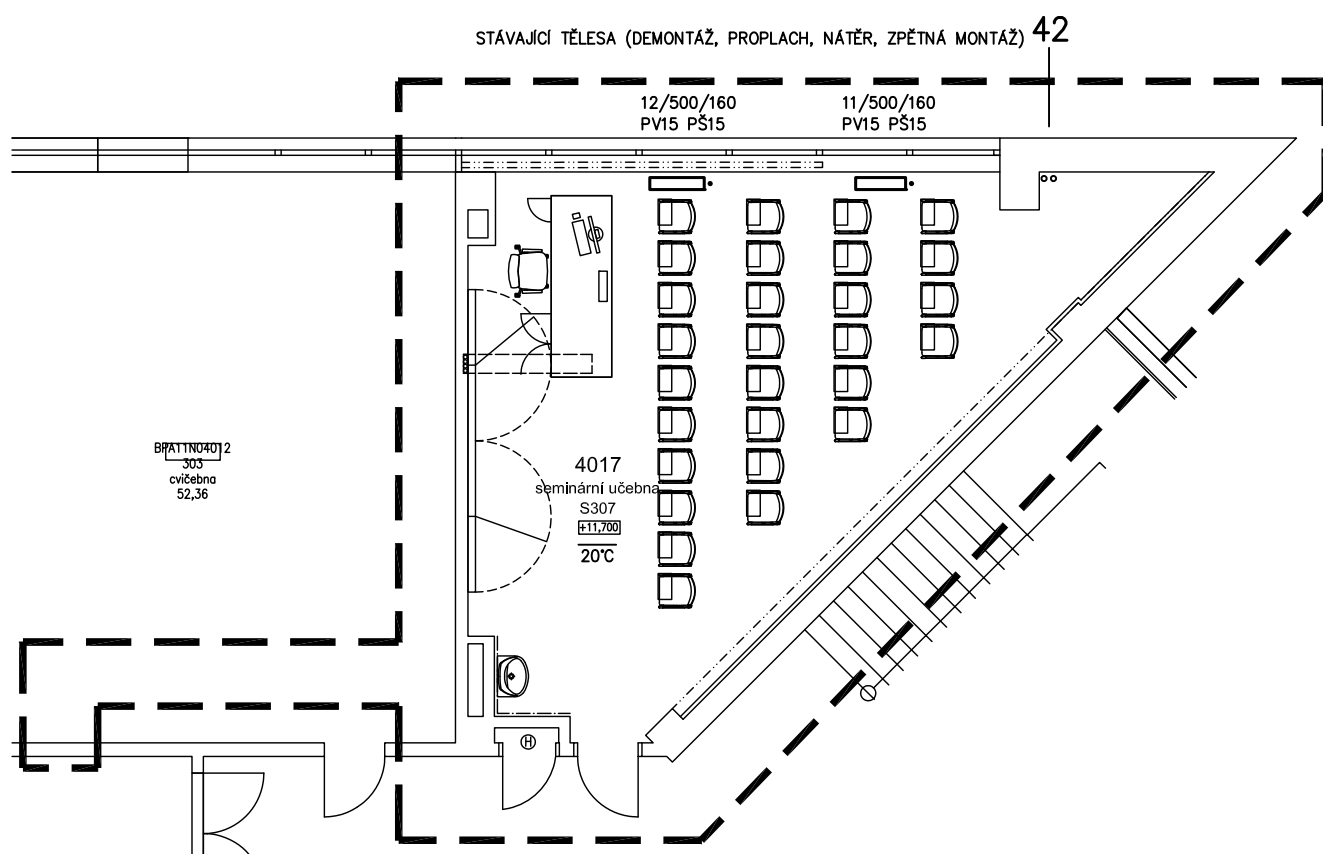 STÁVAJÍCÍ TĚLESA (DEMONTÁŽ, PROPLACH, NÁTĚR, ZPĚTNÁ MONTÁŽ) 42
12/500/160
PV15 PŠ15
11/500/160
PV15 PŠ15
BPA11N04012
303
cvičebna
52,36
4017
seminární učebna
S307
+11,700
20°C
H